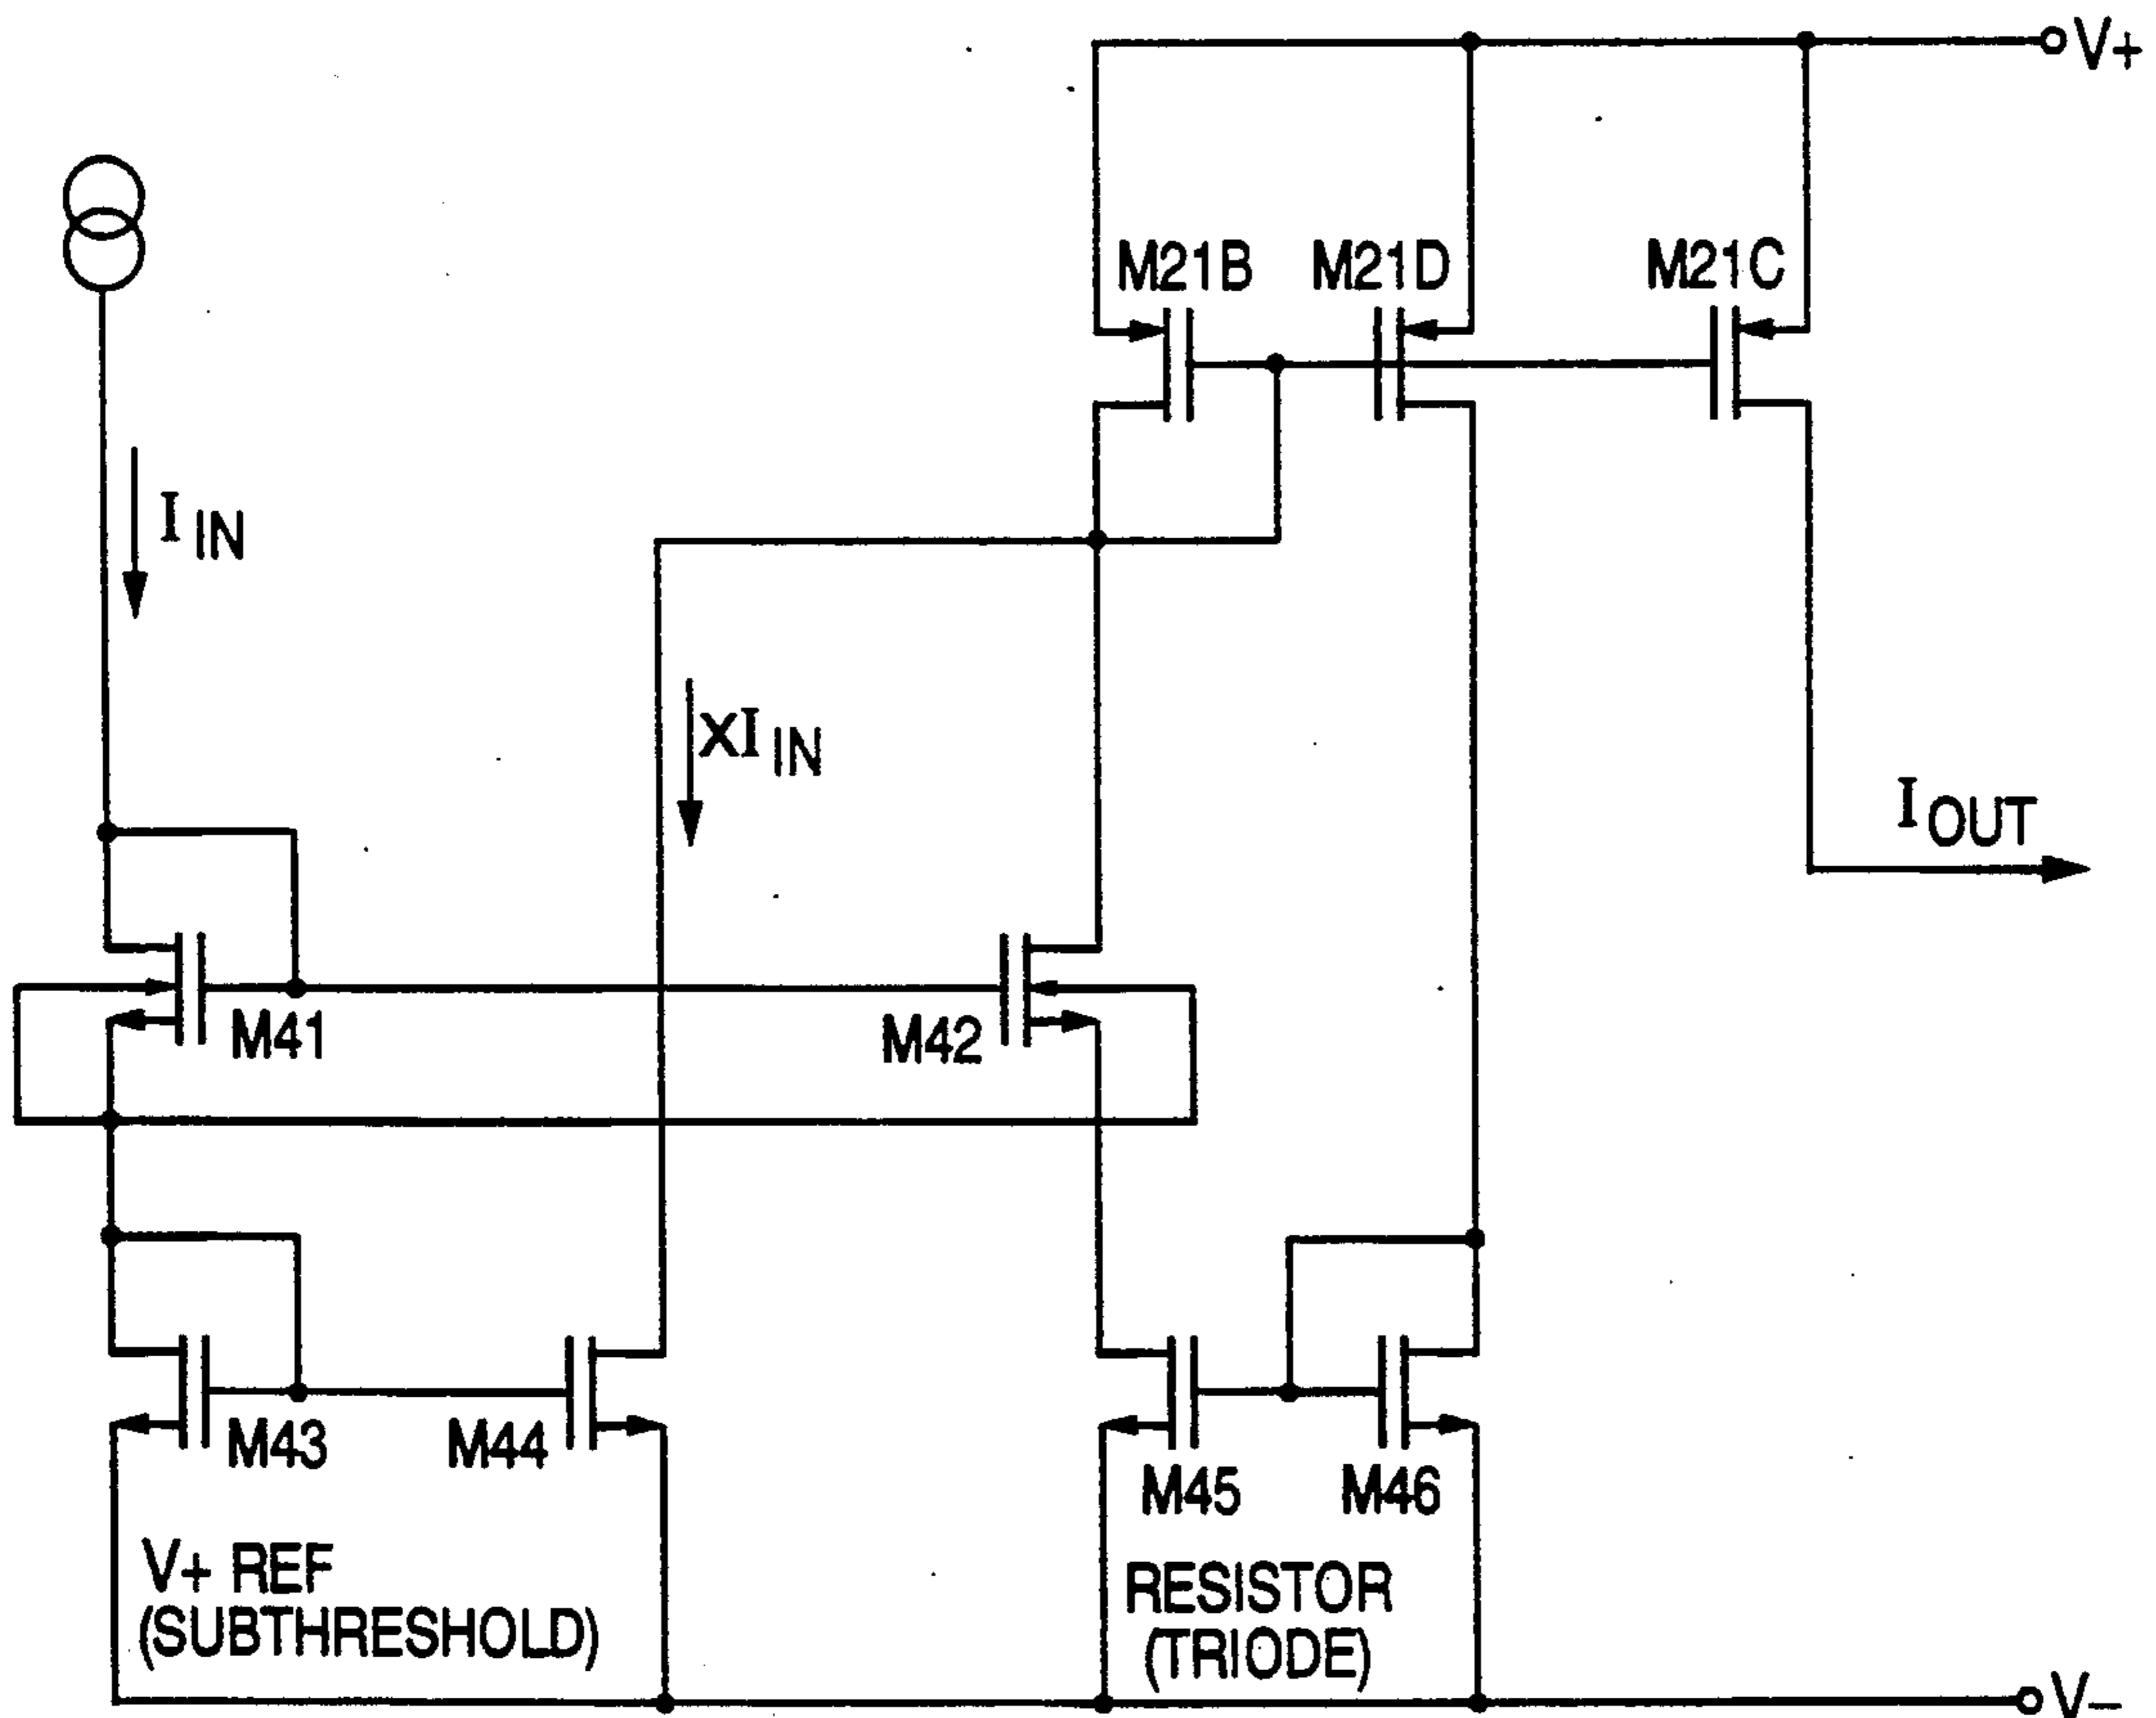 V+
M21B M21D M21C
I IN
XI IN
I OUT
M41 M42
M43 M44 M45 M46
V+ REF
(SUBTHRESHOLD)
RESISTOR
(TRIODE)
V–